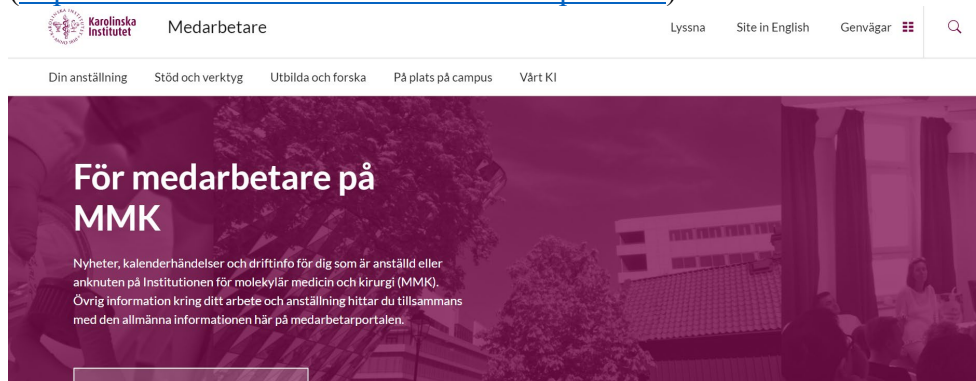 Karolinska
Institutet
Medarbetare
Lyssna
Site in English
Genvägar
Din anställning
Stöd och verktyg
Utbilda och forska
På plats på campus
Vårt KI
För medarbetare på
MMK
Nyheter, kalenderhändelser och driftinfo för dig som är anställd eller
anknuten på Institutionen för molekylär medicin och kirurgi (MMK).
Övrig information kring ditt arbete och anställning hittar du tillsammans
med den allmänna informationen här på medarbetarportalen.